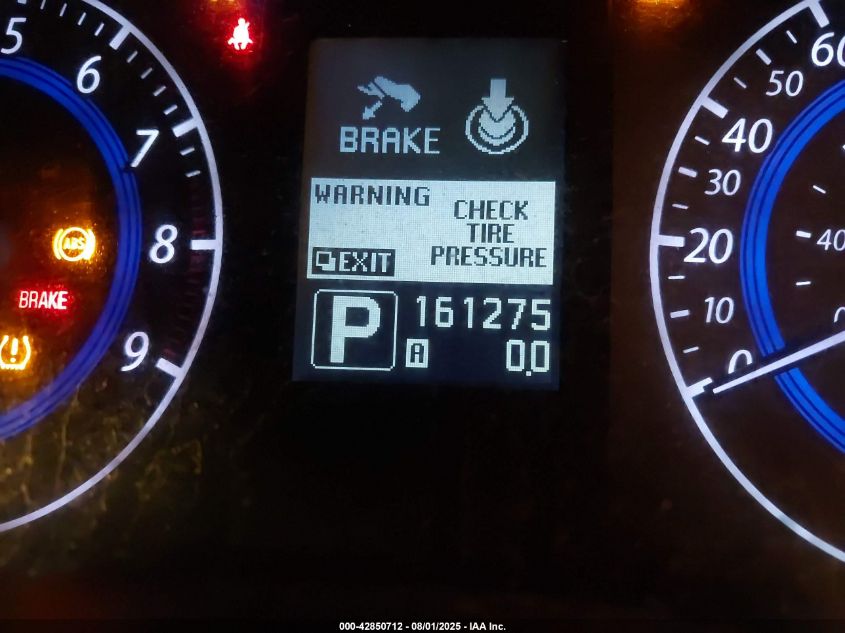 5
6
7
8
9
ABS
BRAKE
BRAKE
WARNING
CHECK
TIRE
PRESSURE
EXIT
P
161275
A
0.0
60
50
40
30
20
10
0
40
000-42850712 - 08/01/2025 - IAA Inc.